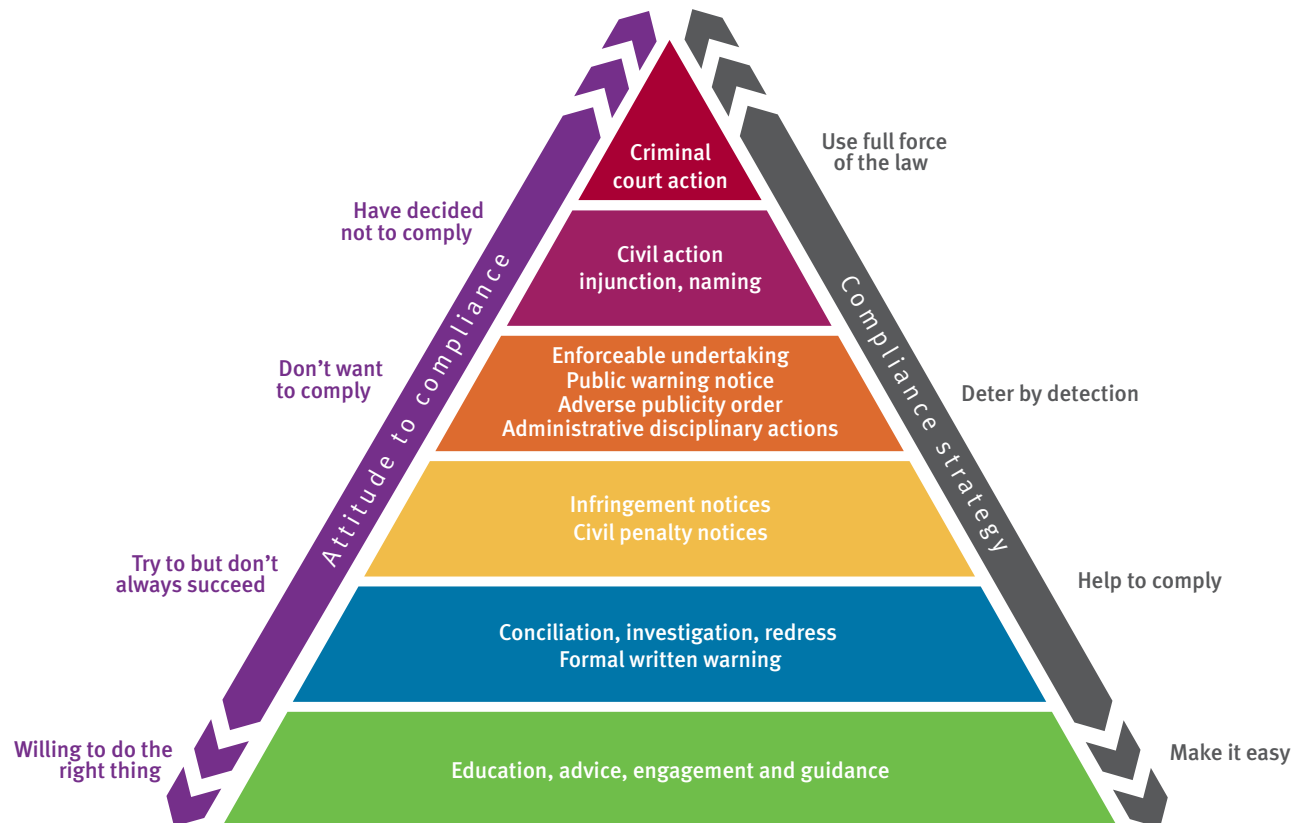 Criminal
court action
Use full force
of the law
Have decided
not to comply
Civil action
injunction, naming
Attitude to compliance
Compliance strategy
Don't want
to comply
Enforceable undertaking
Public warning notice
Adverse publicity order
Administrative disciplinary actions
Deter by detection
Infringement notices
Civil penalty notices
Try to but don't
always succeed
Help to comply
Conciliation, investigation, redress
Formal written warning
Willing to do the
right thing
Make it easy
Education, advice, engagement and guidance